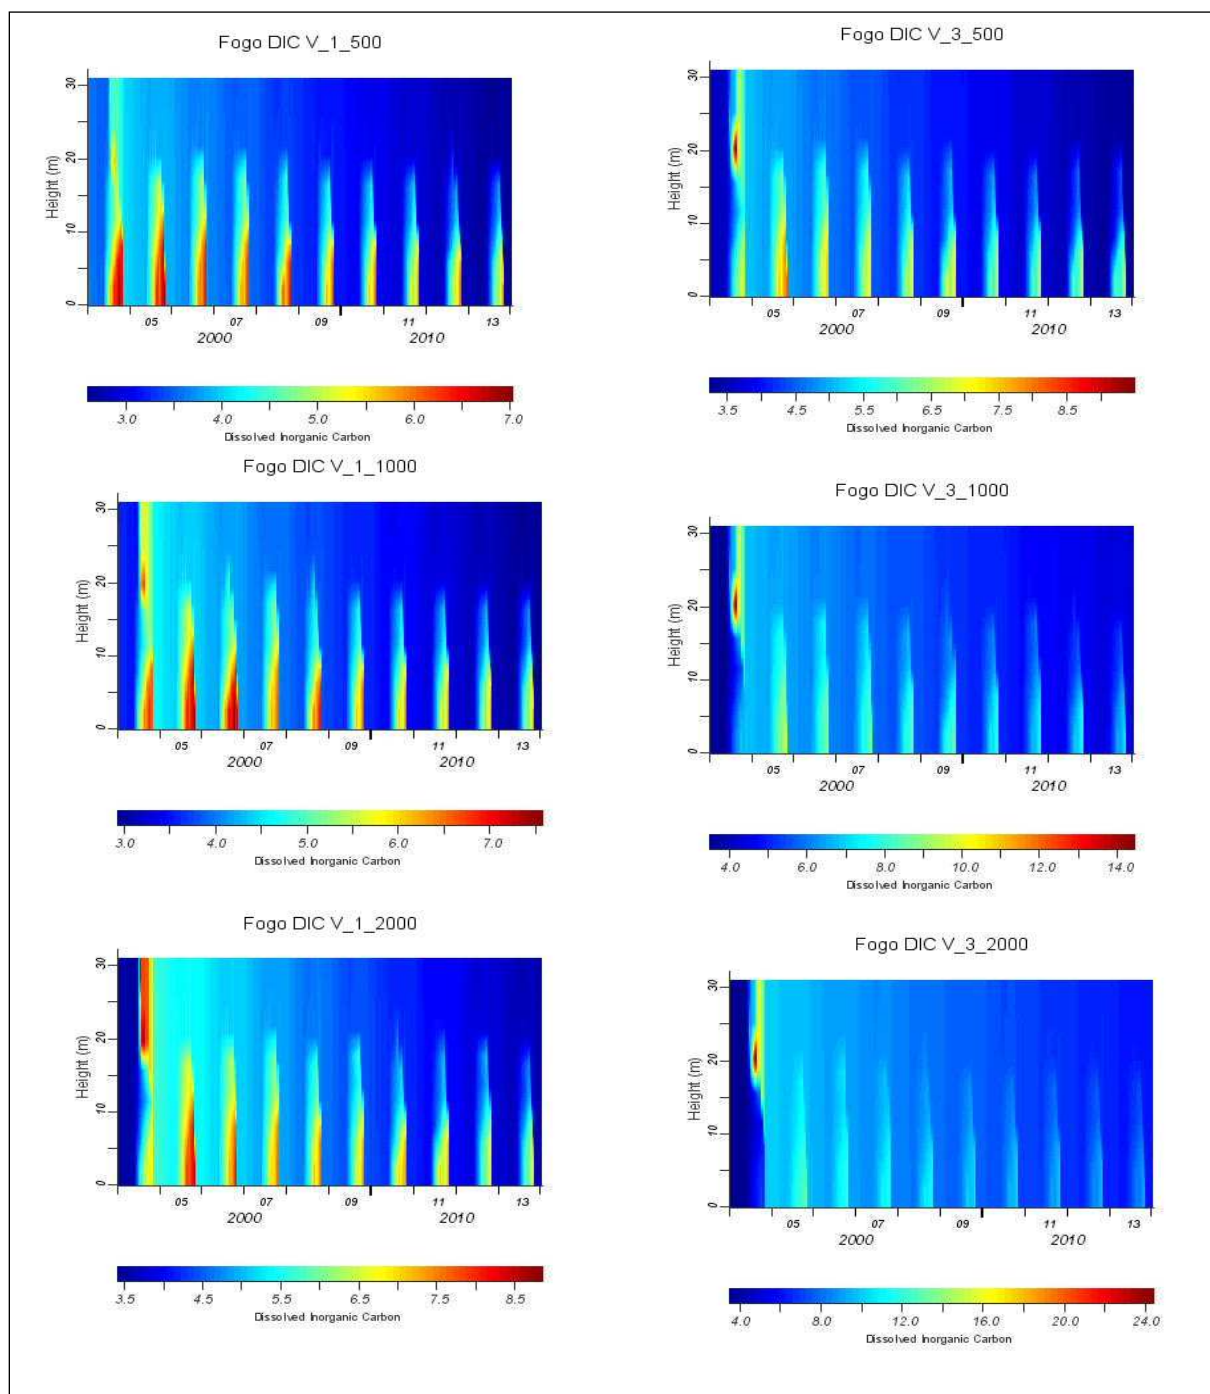 Fogo DIC V_1_500
Height (m)
30
20
10
0
05 07 09 11 13
2000 2010
3.0 4.0 5.0 6.0 7.0
Dissolved Inorganic Carbon
Fogo DIC V_3_500
Height (m)
30
20
10
0
05 07 09 11 13
2000 2010
3.5 4.5 5.5 6.5 7.5 8.5
Dissolved Inorganic Carbon
Fogo DIC V_1_1000
Height (m)
30
20
10
0
05 07 09 11 13
2000 2010
3.0 4.0 5.0 6.0 7.0
Dissolved Inorganic Carbon
Fogo DIC V_3_1000
Height (m)
30
20
10
0
05 07 09 11 13
2000 2010
4.0 6.0 8.0 10.0 12.0 14.0
Dissolved Inorganic Carbon
Fogo DIC V_1_2000
Height (m)
30
20
10
0
05 07 09 11 13
2000 2010
3.5 4.5 5.5 6.5 7.5 8.5
Dissolved Inorganic Carbon
Fogo DIC V_3_2000
Height (m)
30
20
10
0
05 07 09 11 13
2000 2010
4.0 8.0 12.0 16.0 20.0 24.0
Dissolved Inorganic Carbon